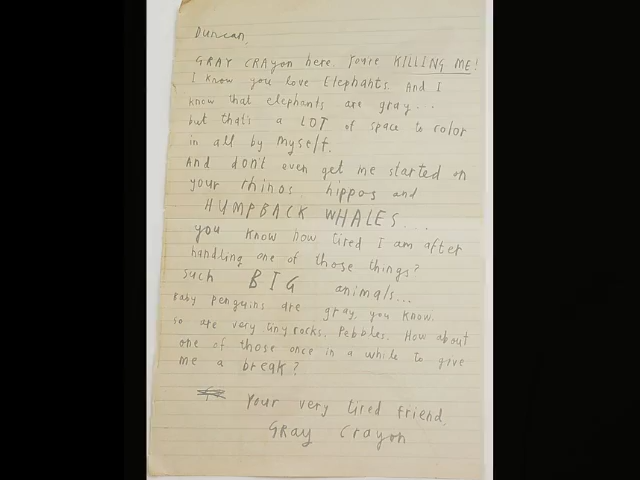 Duncan,
GRAY CRAyon here. You're KILLING ME!
I know you love Elephants. And I
know that elephants are gray...
but that's a LOT of space to color
in all by myself.
And don't even get me started on
your rhinos, hippos and
HUMPBACK WHALES...
you know how tired I am after
handling one of those things?
such BIG animals...
Baby penguins are gray, you know.
so are very tiny rocks. Pebbles. How about
one of those once in a while to give
me a break?
Your very tired friend,
GRay Crayon